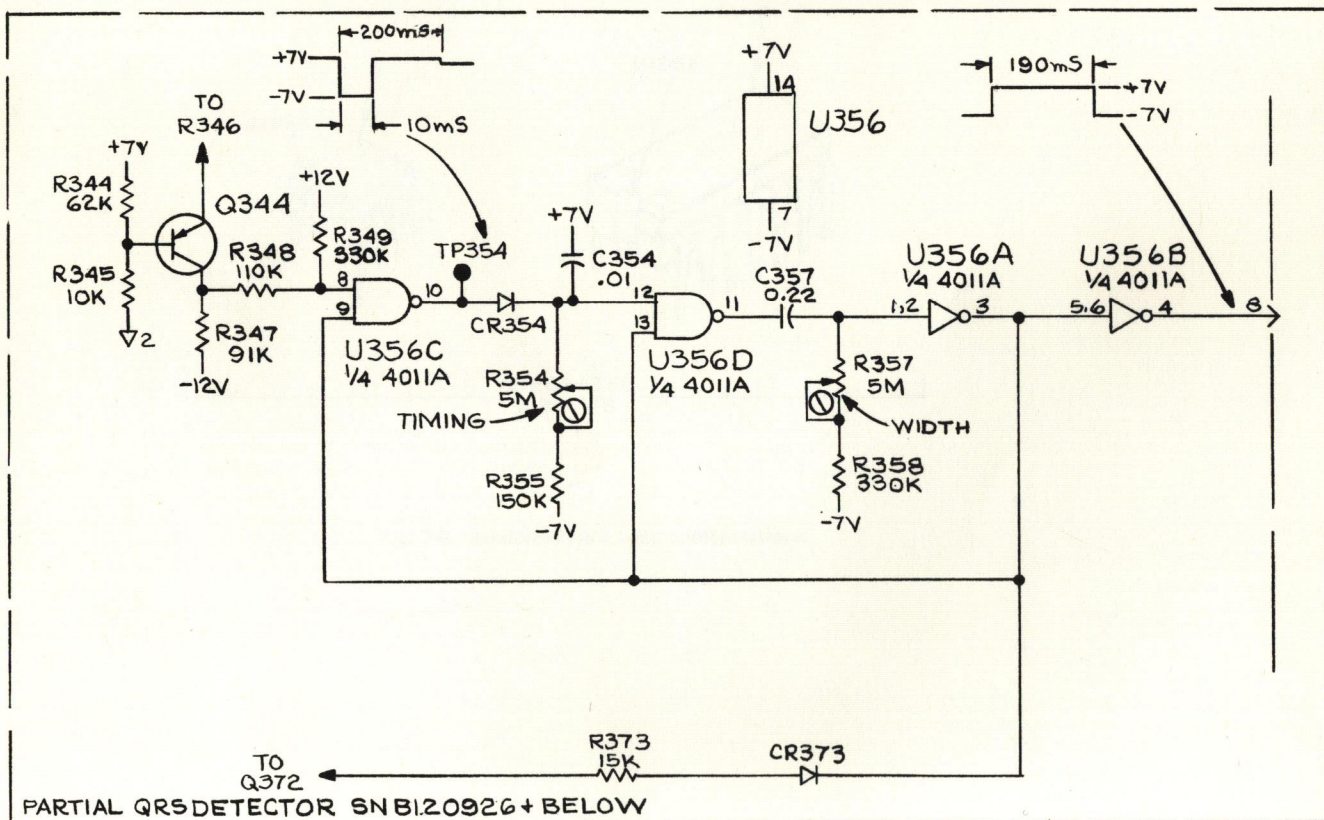 200mS
+7V
-7V
10mS
TO
R346
+7V
R344
62K
Q344
R345
10K
2
R347
91K
-12V
R348
110K
+12V
R349
330K
8
9
10
U356C
1/4 4011A
TP354
CR354
+7V
C354
.01
R354
5M
TIMING
R355
150K
-7V
12
13
11
U356D
1/4 4011A
+7V
14
U356
7
-7V
C357
0.22
R357
5M
WIDTH
R358
330K
-7V
1,2
3
U356A
1/4 4011A
U356B
1/4 4011A
5,6
4
8
190mS
+7V
-7V
TO
Q372
R373
15K
CR373
PARTIAL QRS DETECTOR SN B120926 + BELOW